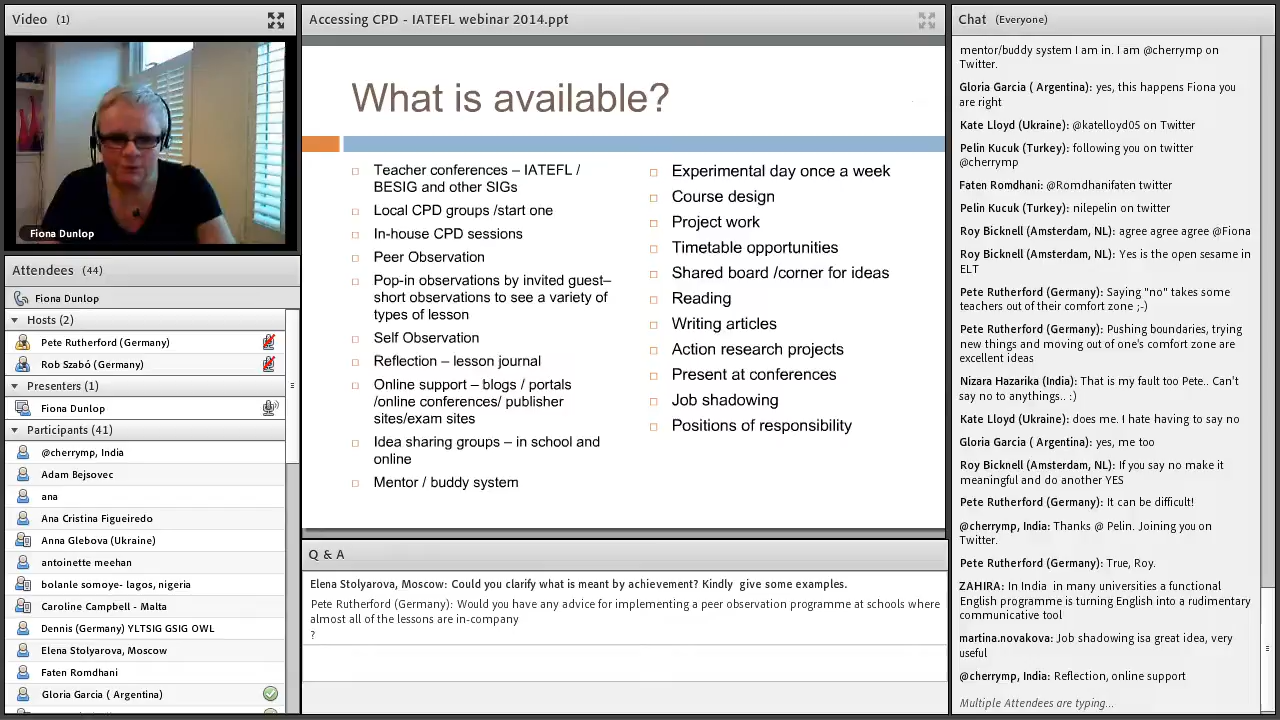 Video (1)
Fiona Dunlop
Attendees (44)
Fiona Dunlop
Hosts (2)
Pete Rutherford (Germany)
Rob Szabó (Germany)
Presenters (1)
Fiona Dunlop
Participants (41)
@cherrymp, India
Adam Bejsovec
ana
Ana Cristina Figueiredo
Anna Glebova (Ukraine)
antoinette meehan
bolanle somoye- lagos, nigeria
Caroline Campbell - Malta
Dennis (Germany) YLTSIG GSIG OWL
Elena Stolyarova, Moscow
Faten Romdhani
Gloria Garcia ( Argentina)
Accessing CPD - IATEFL webinar 2014.ppt
What is available?
Teacher conferences – IATEFL /
BESIG and other SIGs
Local CPD groups /start one
In-house CPD sessions
Peer Observation
Pop-in observations by invited guest–
short observations to see a variety of
types of lesson
Self Observation
Reflection – lesson journal
Online support – blogs / portals
/online conferences/ publisher
sites/exam sites
Idea sharing groups – in school and
online
Mentor / buddy system
Experimental day once a week
Course design
Project work
Timetable opportunities
Shared board /corner for ideas
Reading
Writing articles
Action research projects
Present at conferences
Job shadowing
Positions of responsibility
Q & A
Elena Stolyarova, Moscow: Could you clarify what is meant by achievement? Kindly give some examples.
Pete Rutherford (Germany): Would you have any advice for implementing a peer observation programme at schools where
almost all of the lessons are in-company
?
Chat (Everyone)
mentor/buddy system I am in. I am @cherrymp on
Twitter.
Gloria Garcia ( Argentina): yes, this happens Fiona you
are right
Kate Lloyd (Ukraine): @katelloyd05 on Twitter
Pelin Kucuk (Turkey): following you on twitter
@cherrymp
Faten Romdhani: @Romdhanifaten twitter
Pelin Kucuk (Turkey): nilepelin on twitter
Roy Bicknell (Amsterdam, NL): agree agree agree @Fiona
Roy Bicknell (Amsterdam, NL): Yes is the open sesame in
ELT
Pete Rutherford (Germany): Saying "no" takes some
teachers out of their comfort zone ;-)
Pete Rutherford (Germany): Pushing boundaries, trying
new things and moving out of one's comfort zone are
excellent ideas
Nizara Hazarika (India): That is my fault too Pete.. Can't
say no to anythings.. :)
Kate Lloyd (Ukraine): does me. I hate having to say no
Gloria Garcia ( Argentina): yes, me too
Roy Bicknell (Amsterdam, NL): If you say no make it
meaningful and do another YES
Pete Rutherford (Germany): It can be difficult!
@cherrymp, India: Thanks @ Pelin. Joining you on
Twitter.
Pete Rutherford (Germany): True, Roy.
ZAHIRA: In India in many universities a functional
English programme is turning English into a rudimentary
communicative tool
martina.novakova: Job shadowing isa great idea, very
useful
@cherrymp, India: Reflection, online support
Multiple Attendees are typing...